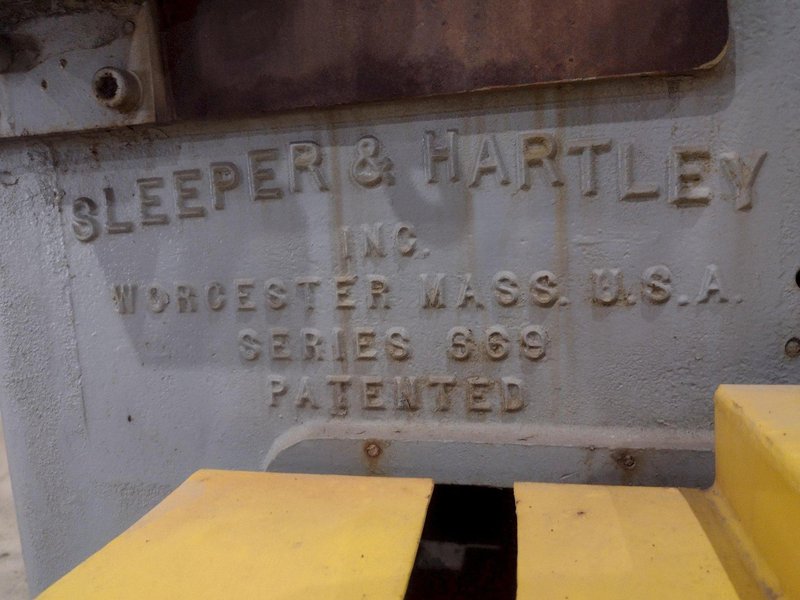 SLEEPER & HARTLEY
INC.
WORCESTER MASS. U.S.A.
SERIES 669
PATENTED